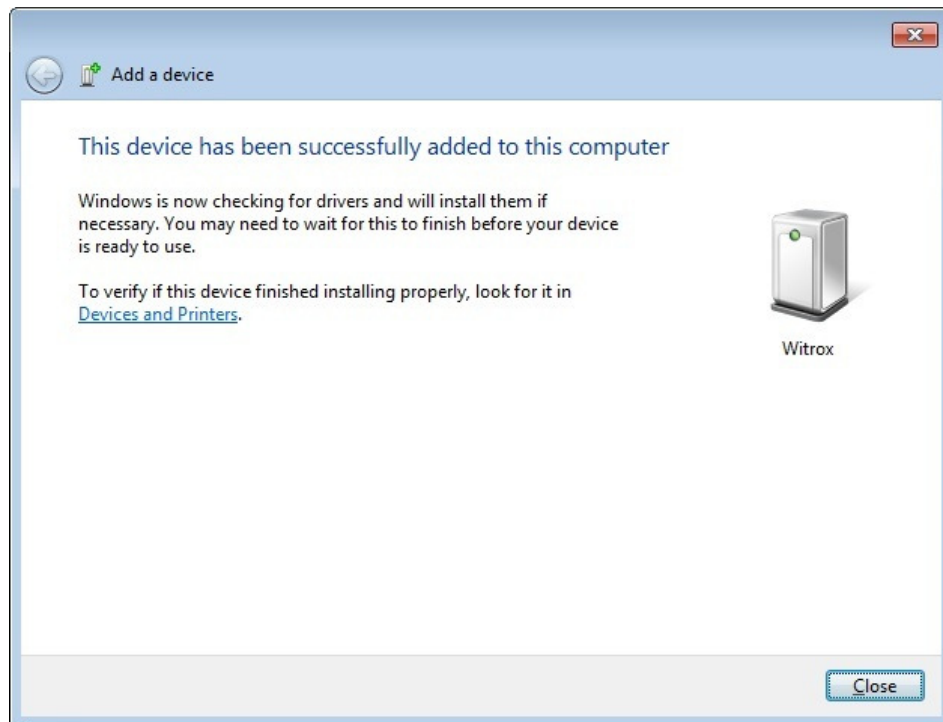 Add a device
This device has been successfully added to this computer
Windows is now checking for drivers and will install them if
necessary. You may need to wait for this to finish before your device
is ready to use.
To verify if this device finished installing properly, look for it in
Devices and Printers.
Witrox
Close